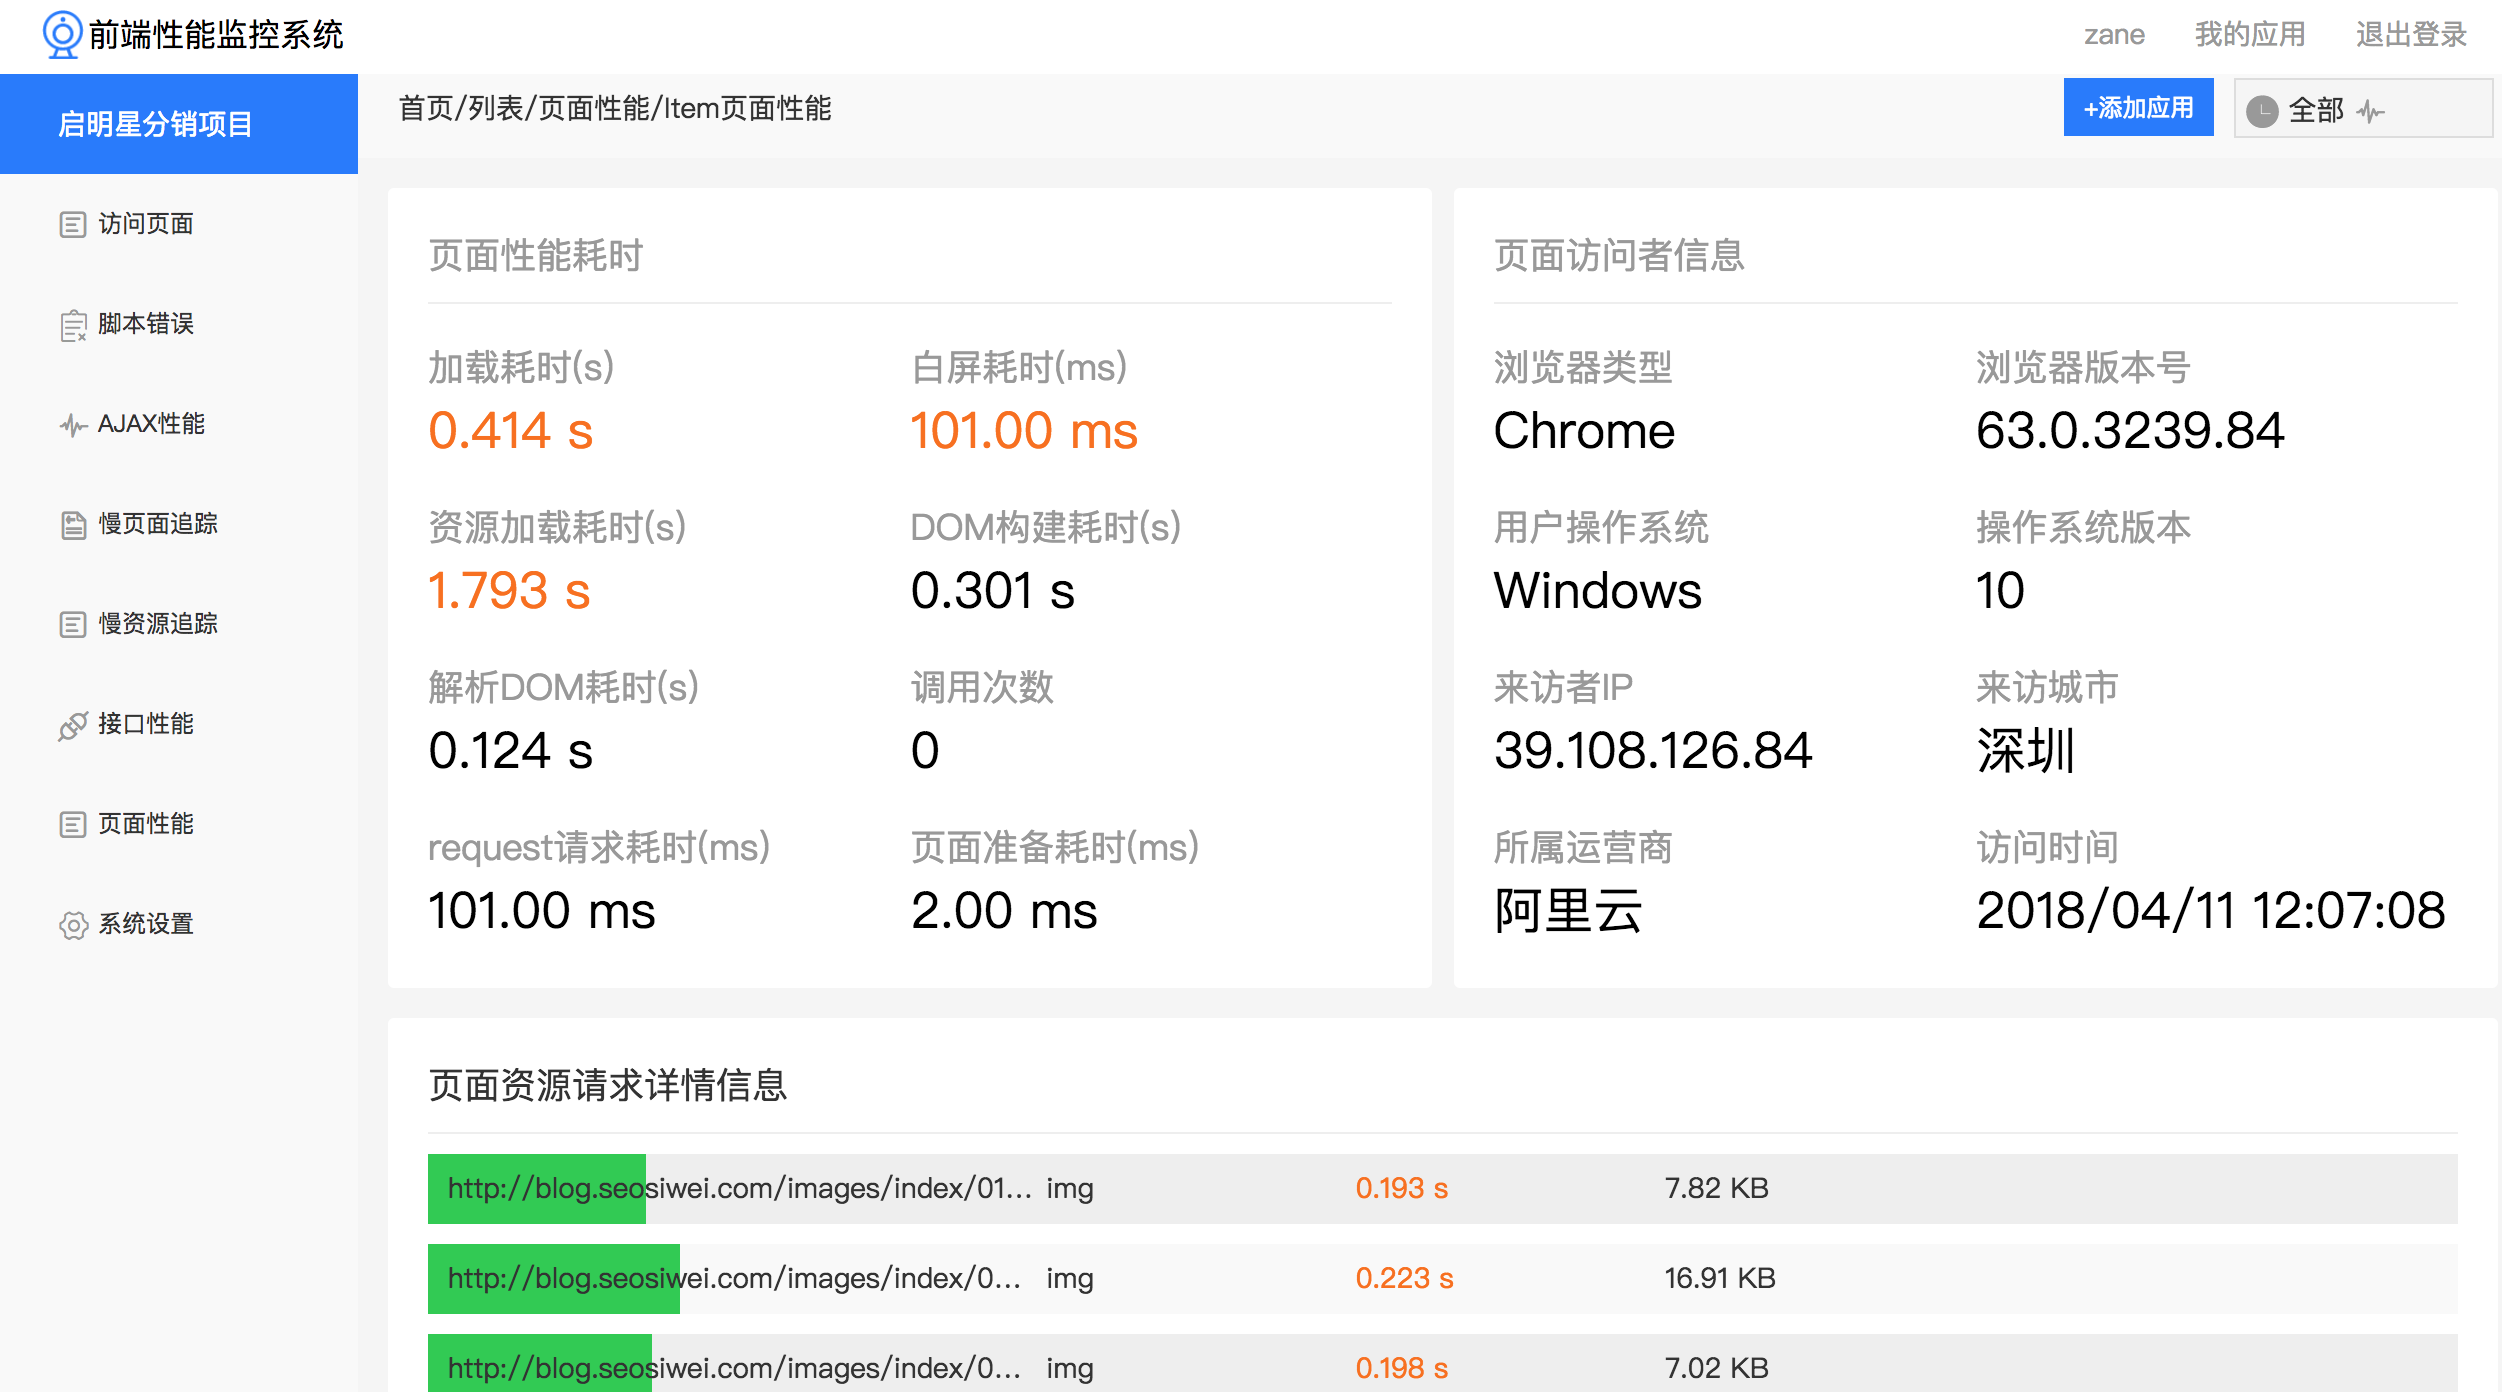 前端性能监控系统
zane 我的应用 退出登录
启明星分销项目
首页/列表/页面性能/Item页面性能
+添加应用 全部
访问页面
脚本错误
AJAX性能
慢页面追踪
慢资源追踪
接口性能
页面性能
系统设置
页面性能耗时
加载耗时(s) 白屏耗时(ms)
0.414 s 101.00 ms
资源加载耗时(s) DOM构建耗时(s)
1.793 s 0.301 s
解析DOM耗时(s) 调用次数
0.124 s 0
request请求耗时(ms) 页面准备耗时(ms)
101.00 ms 2.00 ms
页面访问者信息
浏览器类型 浏览器版本号
Chrome 63.0.3239.84
用户操作系统 操作系统版本
Windows 10
来访者IP 来访城市
39.108.126.84 深圳
所属运营商 访问时间
阿里云 2018/04/11 12:07:08
页面资源请求详情信息
http://blog.seosiwei.com/images/index/01... img 0.193 s 7.82 KB
http://blog.seosiwei.com/images/index/0... img 0.223 s 16.91 KB
http://blog.seosiwei.com/images/index/0... img 0.198 s 7.02 KB